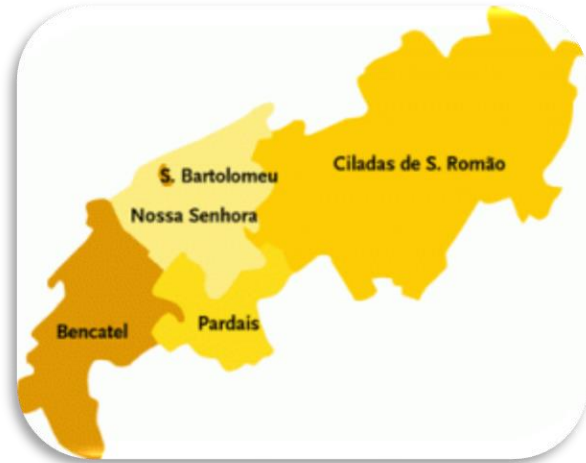 Ciladas de S. Romão
S. Bartolomeu
Nossa Senhora
Pardais
Bencatel